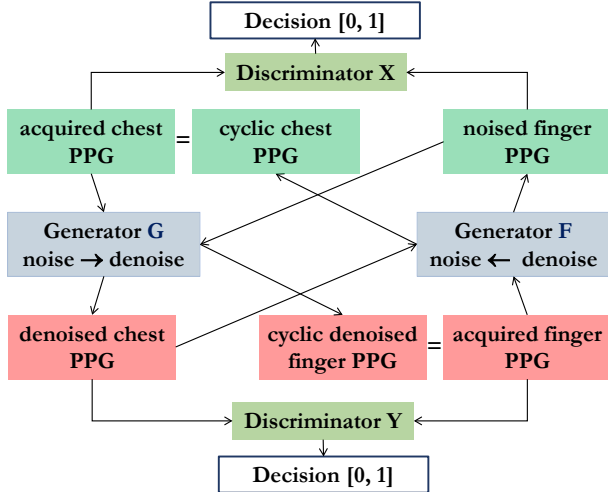 Decision [0, 1]
Discriminator X
acquired chest
PPG
=
cyclic chest
PPG
noised finger
PPG
Generator G
noise → denoise
Generator F
noise ← denoise
denoised chest
PPG
cyclic denoised
finger PPG
=
acquired finger
PPG
Discriminator Y
Decision [0, 1]